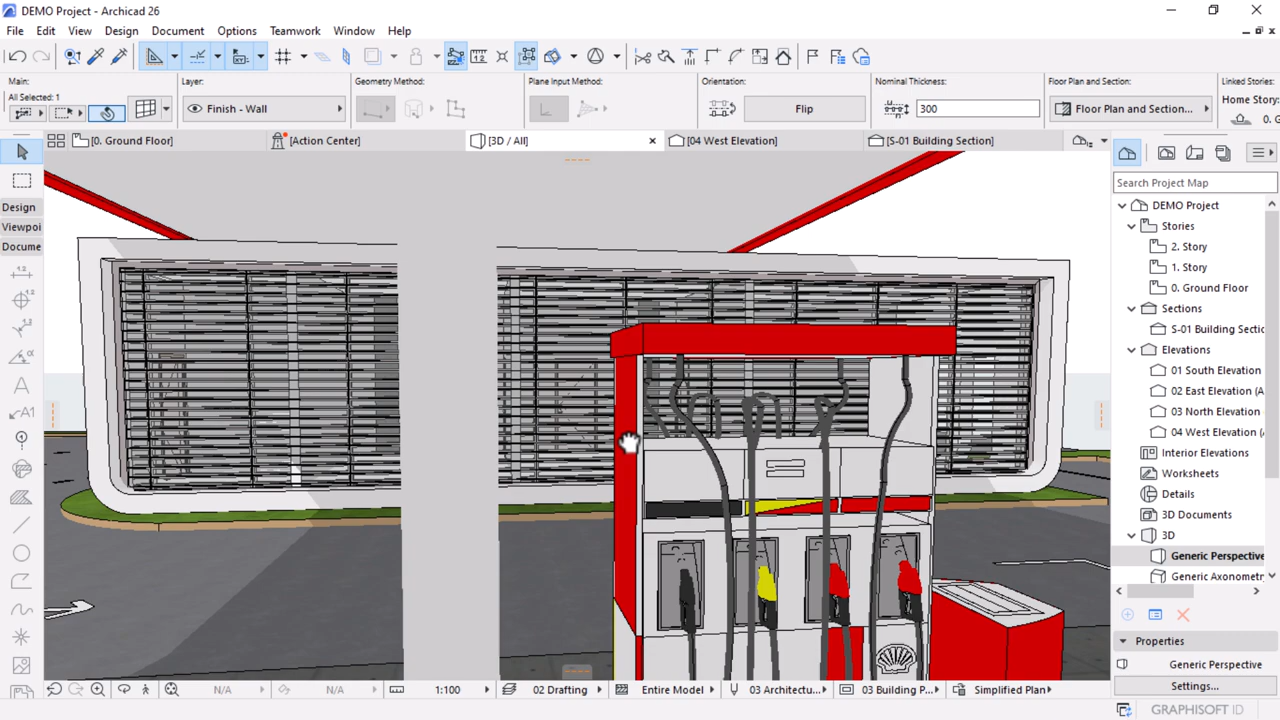 DEMO Project - Archicad 26
File Edit View Design Document Options Teamwork Window Help
Main:
All Selected: 1
Layer:
Finish - Wall
Geometry Method:
Plane Input Method:
Orientation:
Flip
Nominal Thickness:
300
Floor Plan and Section:
Floor Plan and Section...
Linked Stories:
Home Story:
0. G
[0. Ground Floor]
[Action Center]
[3D / All]
[04 West Elevation]
[S-01 Building Section]
Design
Viewpoi
Docume
Search Project Map
DEMO Project
Stories
2. Story
1. Story
0. Ground Floor
Sections
S-01 Building Sectic
Elevations
01 South Elevation
02 East Elevation (A
03 North Elevation
04 West Elevation (
Interior Elevations
Worksheets
Details
3D Documents
3D
Generic Perspective
Generic Axonometr
Properties
Generic Perspective
Settings...
N/A
N/A
1:100
02 Drafting
Entire Model
03 Architectu...
03 Building P...
Simplified Plan
GRAPHISOFT ID